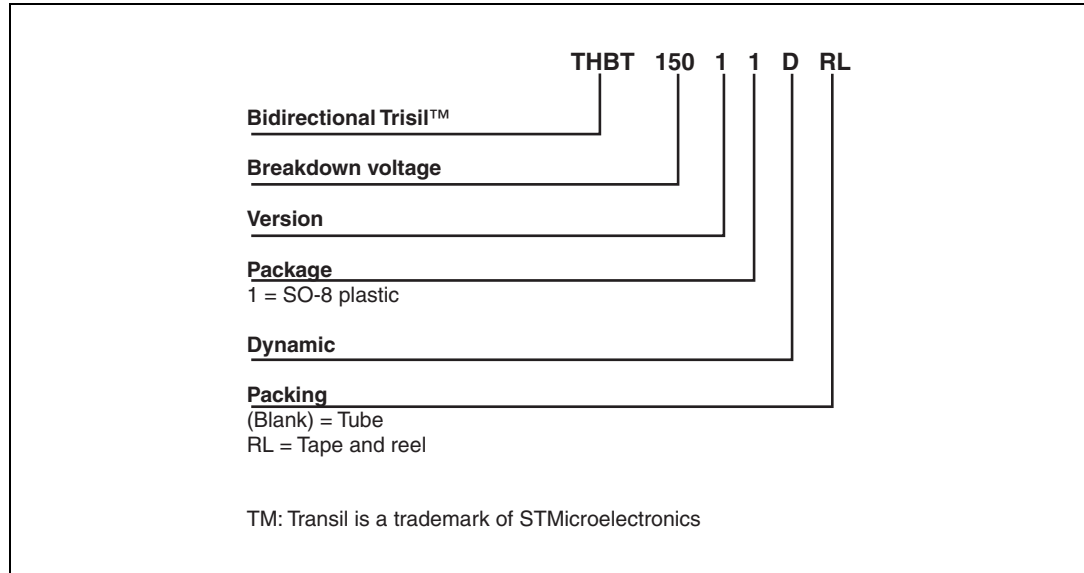 THBT 150 1 1 D RL
Bidirectional Trisil™
Breakdown voltage
Version
Package
1 = SO-8 plastic
Dynamic
Packing
(Blank) = Tube
RL = Tape and reel
TM: Transil is a trademark of STMicroelectronics